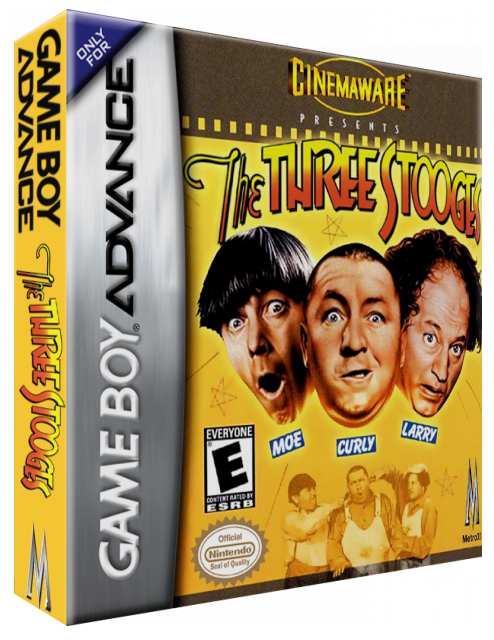 GAME BOY
ADVANCE
The THREE STOOGES
ONLY
FOR
GAME BOY ADVANCE
CINEMAWARE™
PRESENTS
The THREE STOOGES
MOE
CURLY
LARRY
EVERYONE
E
CONTENT RATED BY
ESRB
Official
Nintendo
Seal of Quality
M
M